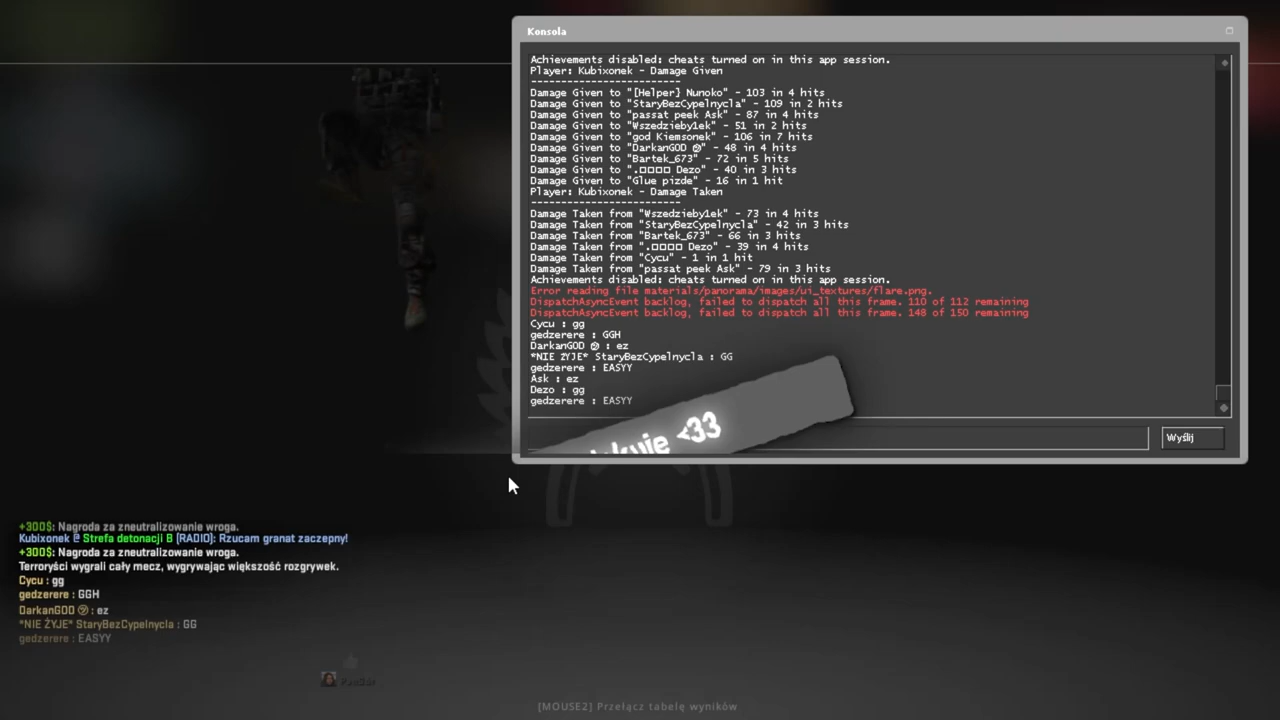 Konsola
Achievements disabled: cheats turned on in this app session.
Player: Kubixonek - Damage Given
-------------------------
Damage Given to "[Helper] Nunoko" - 103 in 4 hits
Damage Given to "StaryBezCypelnycla" - 109 in 2 hits
Damage Given to "passat peek Ask" - 87 in 4 hits
Damage Given to "Wszedzieby1ek" - 51 in 2 hits
Damage Given to "god Kiemsonek" - 106 in 7 hits
Damage Given to "DarkanGOD ㋡" - 48 in 4 hits
Damage Given to "Bartek_673" - 72 in 5 hits
Damage Given to ".□□□□ Dezo" - 40 in 3 hits
Damage Given to "Glue pizde" - 16 in 1 hit
Player: Kubixonek - Damage Taken
-------------------------
Damage Taken from "Wszedzieby1ek" - 73 in 4 hits
Damage Taken from "StaryBezCypelnycla" - 42 in 3 hits
Damage Taken from "Bartek_673" - 66 in 3 hits
Damage Taken from ".□□□□ Dezo" - 39 in 4 hits
Damage Taken from "Cycu" - 1 in 1 hit
Damage Taken from "passat peek Ask" - 79 in 3 hits
Achievements disabled: cheats turned on in this app session.
Error reading file materials/panorama/images/ui_textures/flare.png.
DispatchAsyncEvent backlog, failed to dispatch all this frame. 110 of 112 remaining
DispatchAsyncEvent backlog, failed to dispatch all this frame. 148 of 150 remaining
Cycu : gg
gedzerere : GGH
DarkanGOD ㋡ : ez
*NIE ŻYJE* StaryBezCypelnycla : GG
gedzerere : EASYY
Ask : ez
Dezo : gg
gedzerere : EASYY
<33
Wyślij
+300$: Nagroda za zneutralizowanie wroga.
Kubixonek @ Strefa detonacji B (RADIO): Rzucam granat zaczepny!
+300$: Nagroda za zneutralizowanie wroga.
Terroryści wygrali cały mecz, wygrywając większość rozgrywek.
Cycu : gg
gedzerere : GGH
DarkanGOD ㋡ : ez
*NIE ŻYJE* StaryBezCypelnycla : GG
gedzerere : EASYY
[MOUSE2] Przełącz tabelę wyników